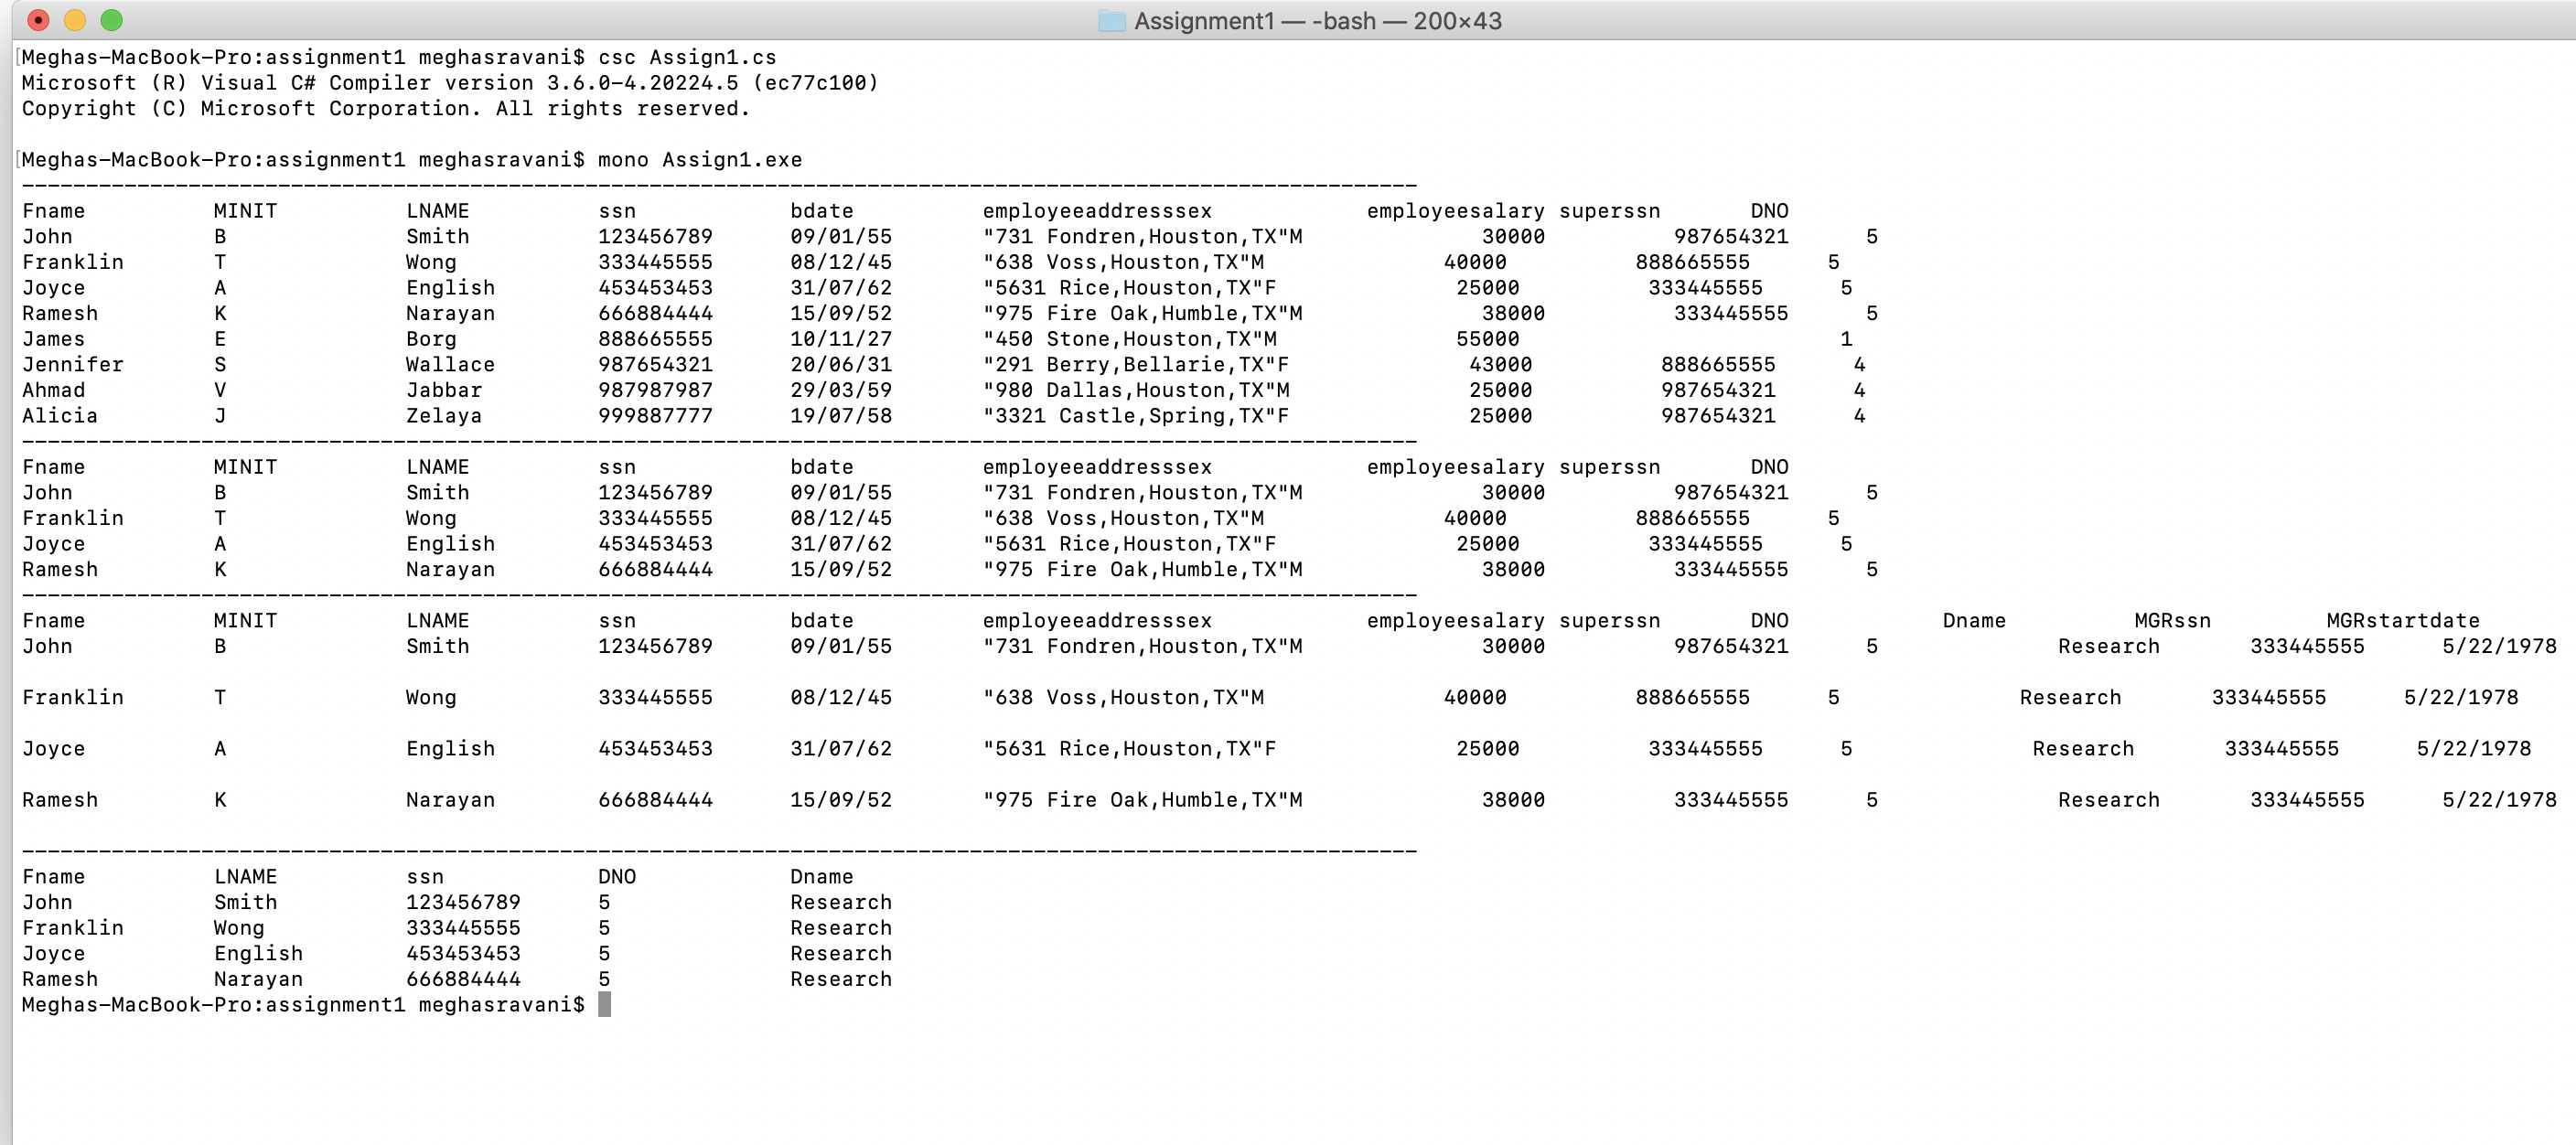 Assignment1 — -bash — 200×43
Meghas-MacBook-Pro:assignment1 meghasravani$ csc Assign1.cs
Microsoft (R) Visual C# Compiler version 3.6.0-4.20224.5 (ec77c100)
Copyright (C) Microsoft Corporation. All rights reserved.
Meghas-MacBook-Pro:assignment1 meghasravani$ mono Assign1.exe
-------------------------------------------------------------------------------------------------------------
Fname MINIT LNAME ssn bdate employeeaddresssex employeesalary superssn DNO
John B Smith 123456789 09/01/55 "731 Fondren,Houston,TX"M 30000 987654321 5
Franklin T Wong 333445555 08/12/45 "638 Voss,Houston,TX"M 40000 888665555 5
Joyce A English 453453453 31/07/62 "5631 Rice,Houston,TX"F 25000 333445555 5
Ramesh K Narayan 666884444 15/09/52 "975 Fire Oak,Humble,TX"M 38000 333445555 5
James E Borg 888665555 10/11/27 "450 Stone,Houston,TX"M 55000 1
Jennifer S Wallace 987654321 20/06/31 "291 Berry,Bellarie,TX"F 43000 888665555 4
Ahmad V Jabbar 987987987 29/03/59 "980 Dallas,Houston,TX"M 25000 987654321 4
Alicia J Zelaya 999887777 19/07/58 "3321 Castle,Spring,TX"F 25000 987654321 4
-------------------------------------------------------------------------------------------------------------
Fname MINIT LNAME ssn bdate employeeaddresssex employeesalary superssn DNO
John B Smith 123456789 09/01/55 "731 Fondren,Houston,TX"M 30000 987654321 5
Franklin T Wong 333445555 08/12/45 "638 Voss,Houston,TX"M 40000 888665555 5
Joyce A English 453453453 31/07/62 "5631 Rice,Houston,TX"F 25000 333445555 5
Ramesh K Narayan 666884444 15/09/52 "975 Fire Oak,Humble,TX"M 38000 333445555 5
-------------------------------------------------------------------------------------------------------------
Fname MINIT LNAME ssn bdate employeeaddresssex employeesalary superssn DNO Dname MGRssn MGRstartdate
John B Smith 123456789 09/01/55 "731 Fondren,Houston,TX"M 30000 987654321 5 Research 333445555 5/22/1978
Franklin T Wong 333445555 08/12/45 "638 Voss,Houston,TX"M 40000 888665555 5 Research 333445555 5/22/1978
Joyce A English 453453453 31/07/62 "5631 Rice,Houston,TX"F 25000 333445555 5 Research 333445555 5/22/1978
Ramesh K Narayan 666884444 15/09/52 "975 Fire Oak,Humble,TX"M 38000 333445555 5 Research 333445555 5/22/1978
-------------------------------------------------------------------------------------------------------------
Fname LNAME ssn DNO Dname
John Smith 123456789 5 Research
Franklin Wong 333445555 5 Research
Joyce English 453453453 5 Research
Ramesh Narayan 666884444 5 Research
Meghas-MacBook-Pro:assignment1 meghasravani$